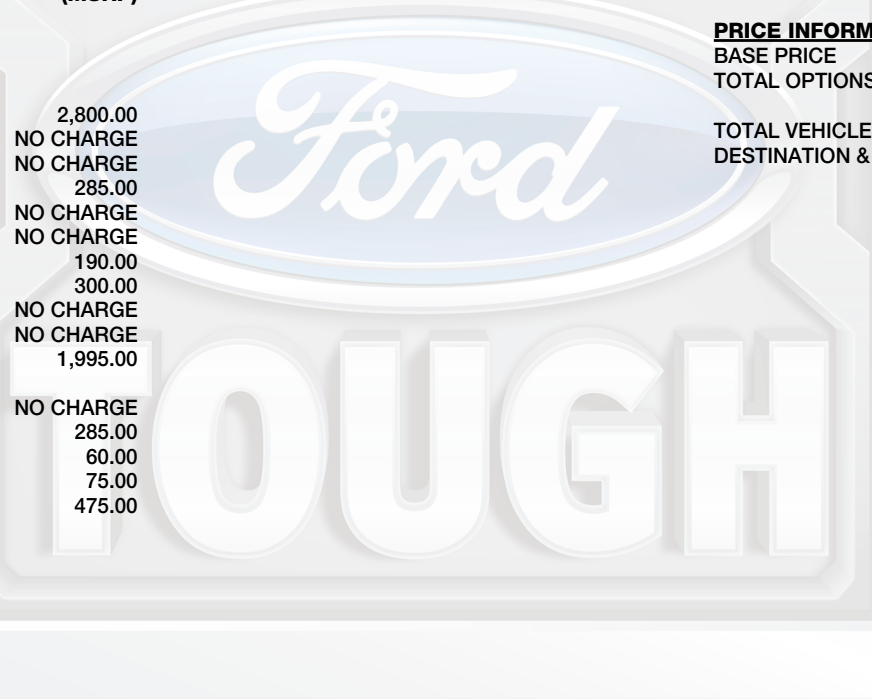 PRICE INFORM
BASE PRICE
TOTAL OPTIONS
TOTAL VEHICLE
DESTINATION &
2,800.00
NO CHARGE
NO CHARGE
285.00
NO CHARGE
NO CHARGE
190.00
300.00
NO CHARGE
NO CHARGE
1,995.00
NO CHARGE
285.00
60.00
75.00
475.00
Ford
TOUGH